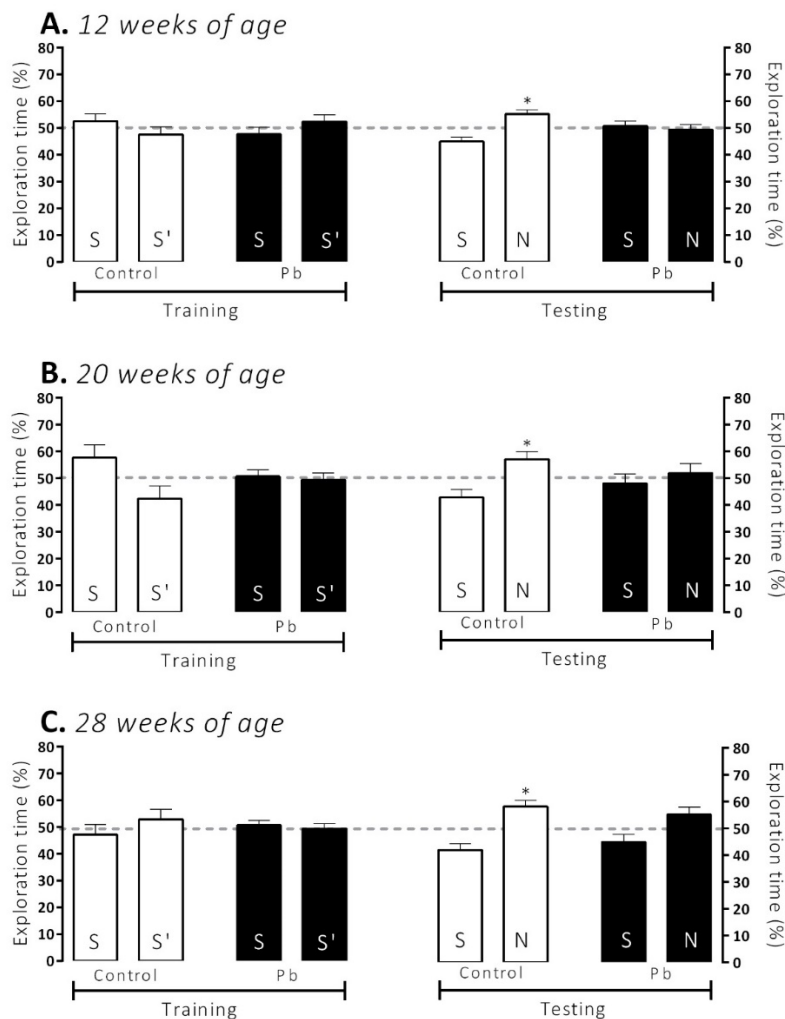 A. 12 weeks of age
Exploration time (%)
80
70
60
50
40
30
20
10
0
S
S'
S
S'
Control
Pb
Training
*
S
N
S
N
Control
Pb
Testing
80
70
60
50
40
30
20
10
0
Exploration time (%)
B. 20 weeks of age
Exploration time (%)
80
70
60
50
40
30
20
10
0
S
S'
S
S'
Control
Pb
Training
*
S
N
S
N
Control
Pb
Testing
80
70
60
50
40
30
20
10
0
Exploration time (%)
C. 28 weeks of age
Exploration time (%)
80
70
60
50
40
30
20
10
0
S
S'
S
S'
Control
Pb
Training
*
S
N
S
N
Control
Pb
Testing
80
70
60
50
40
30
20
10
0
Exploration time (%)